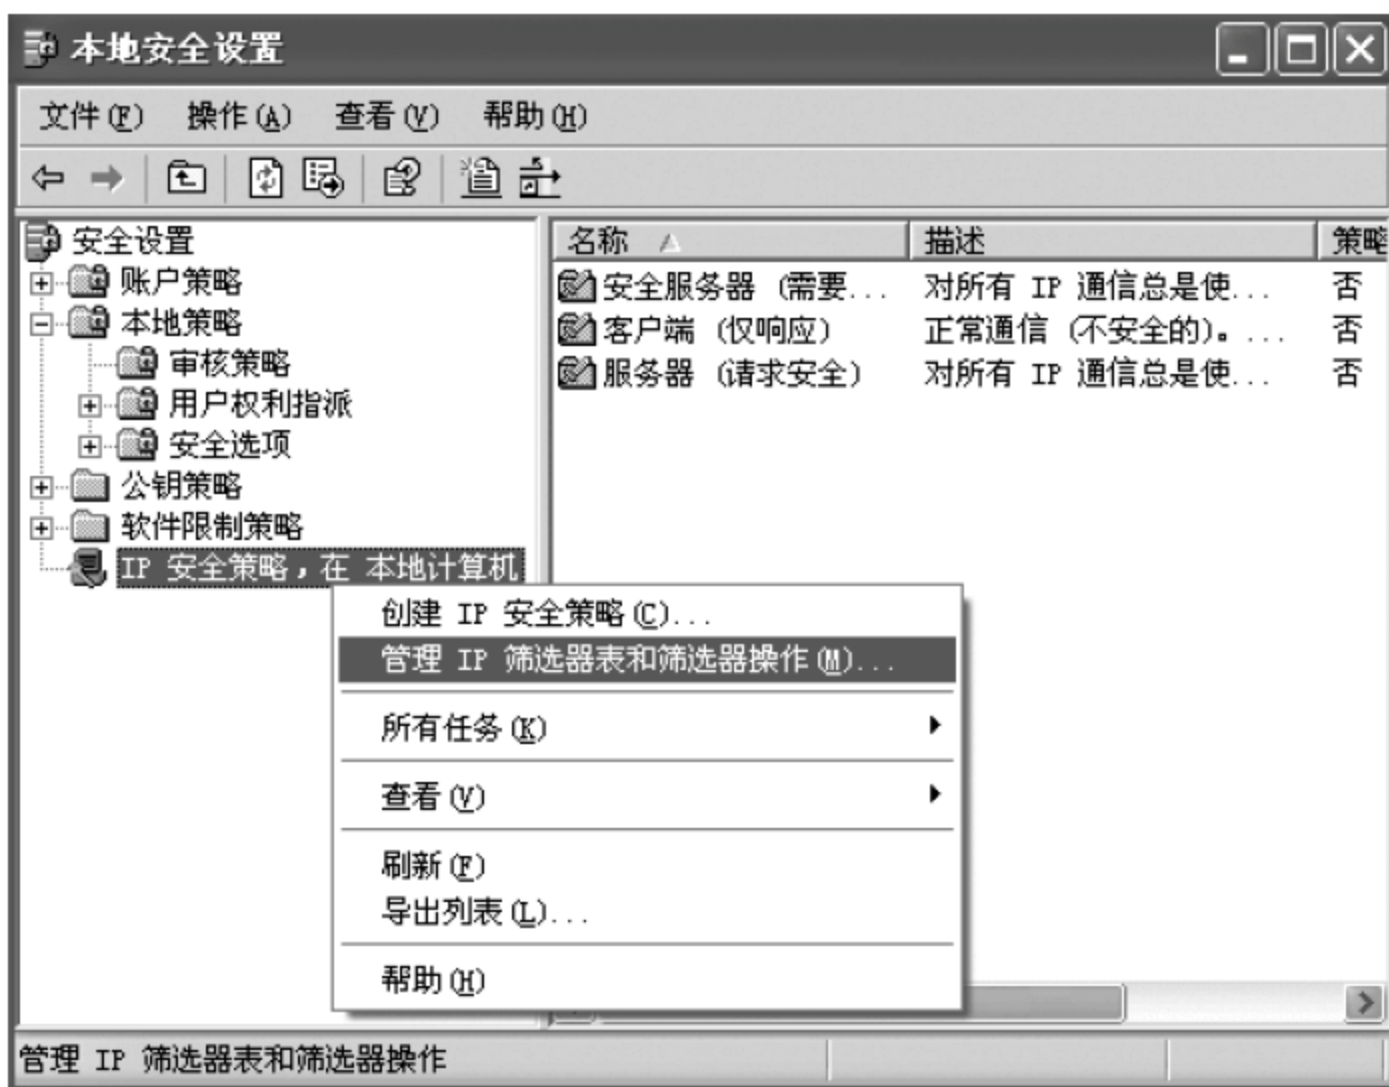 本地安全设置
文件(F) 操作(A) 查看(V) 帮助(H)
安全设置
账户策略
本地策略
审核策略
用户权利指派
安全选项
公钥策略
软件限制策略
IP 安全策略，在 本地计算机
名称 描述 策略
安全服务器 (需要... 对所有 IP 通信总是使... 否
客户端 (仅响应) 正常通信 (不安全的)。... 否
服务器 (请求安全) 对所有 IP 通信总是使... 否
创建 IP 安全策略(C)...
管理 IP 筛选器表和筛选器操作(M)...
所有任务(K)
查看(V)
刷新(F)
导出列表(L)...
帮助(H)
管理 IP 筛选器表和筛选器操作